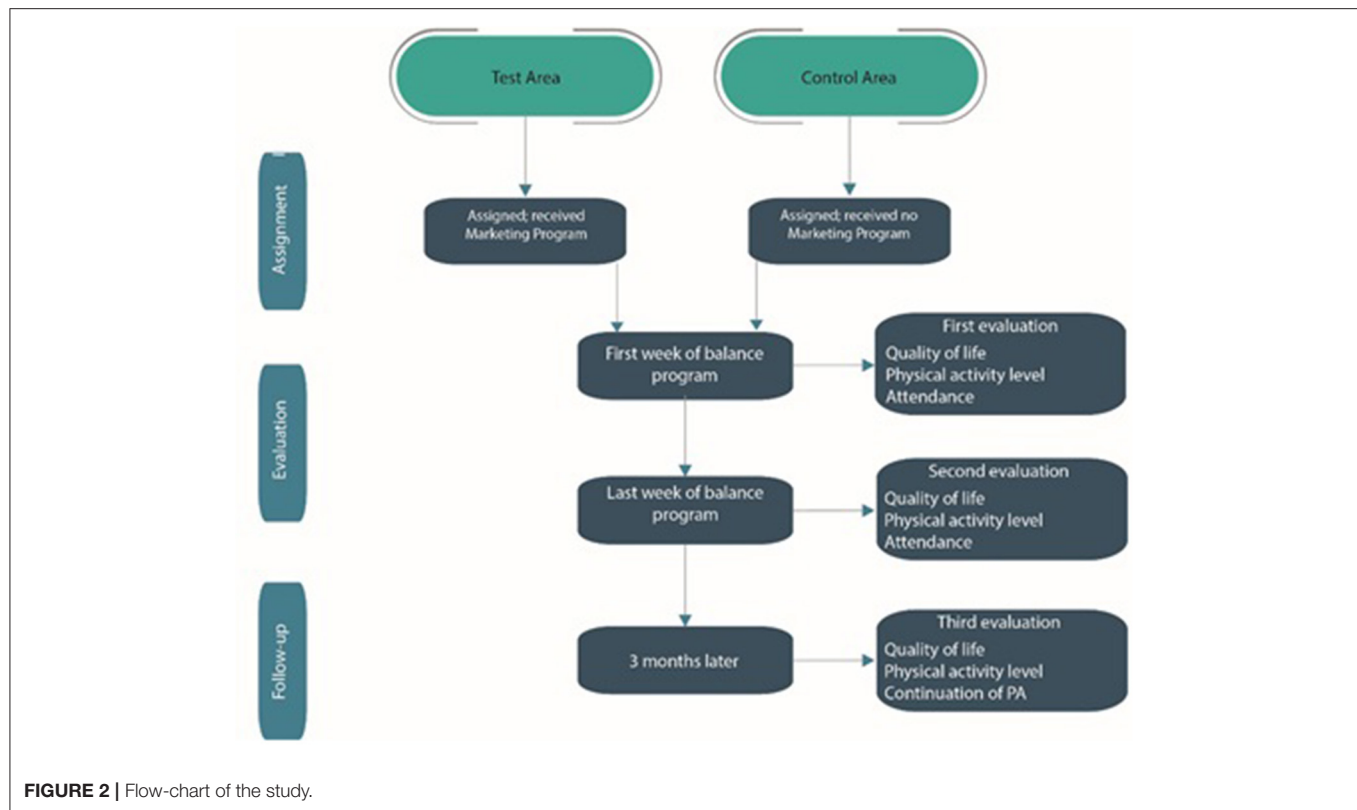 Test Area
Control Area
Assignment
Assigned; received
Marketing Program
Assigned; received no
Marketing Program
Evaluation
First week of balance
program
First evaluation
Quality of life
Physical activity level
Attendance
Last week of balance
program
Second evaluation
Quality of life
Physical activity level
Attendance
Follow-up
3 months later
Third evaluation
Quality of life
Physical activity level
Continuation of PA
FIGURE 2 | Flow-chart of the study.